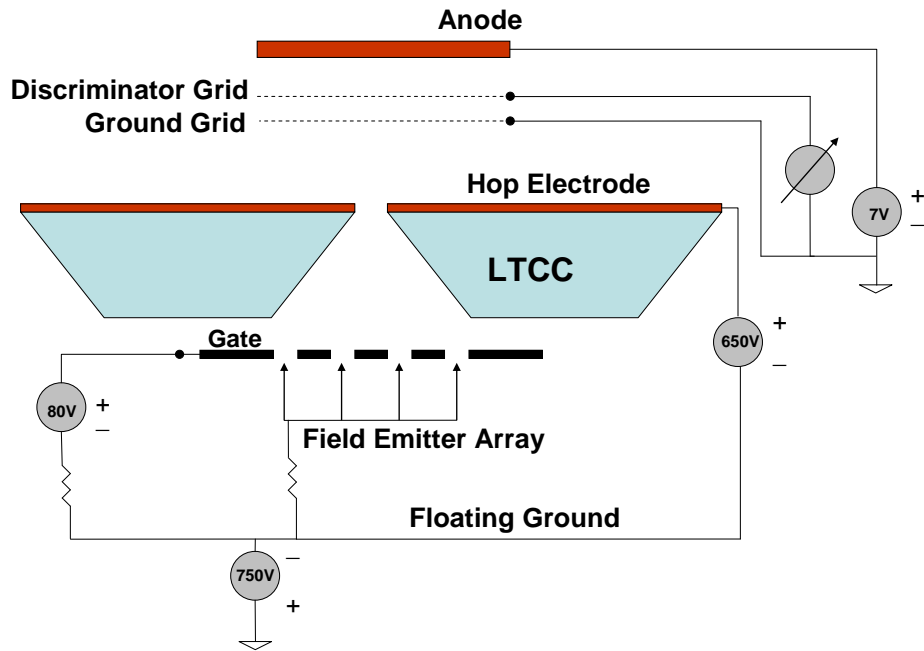 Anode
Discriminator Grid
Ground Grid
Hop Electrode
+
7V
–
LTCC
Gate
+
650V
–
80V
+
–
Field Emitter Array
Floating Ground
–
750V
+